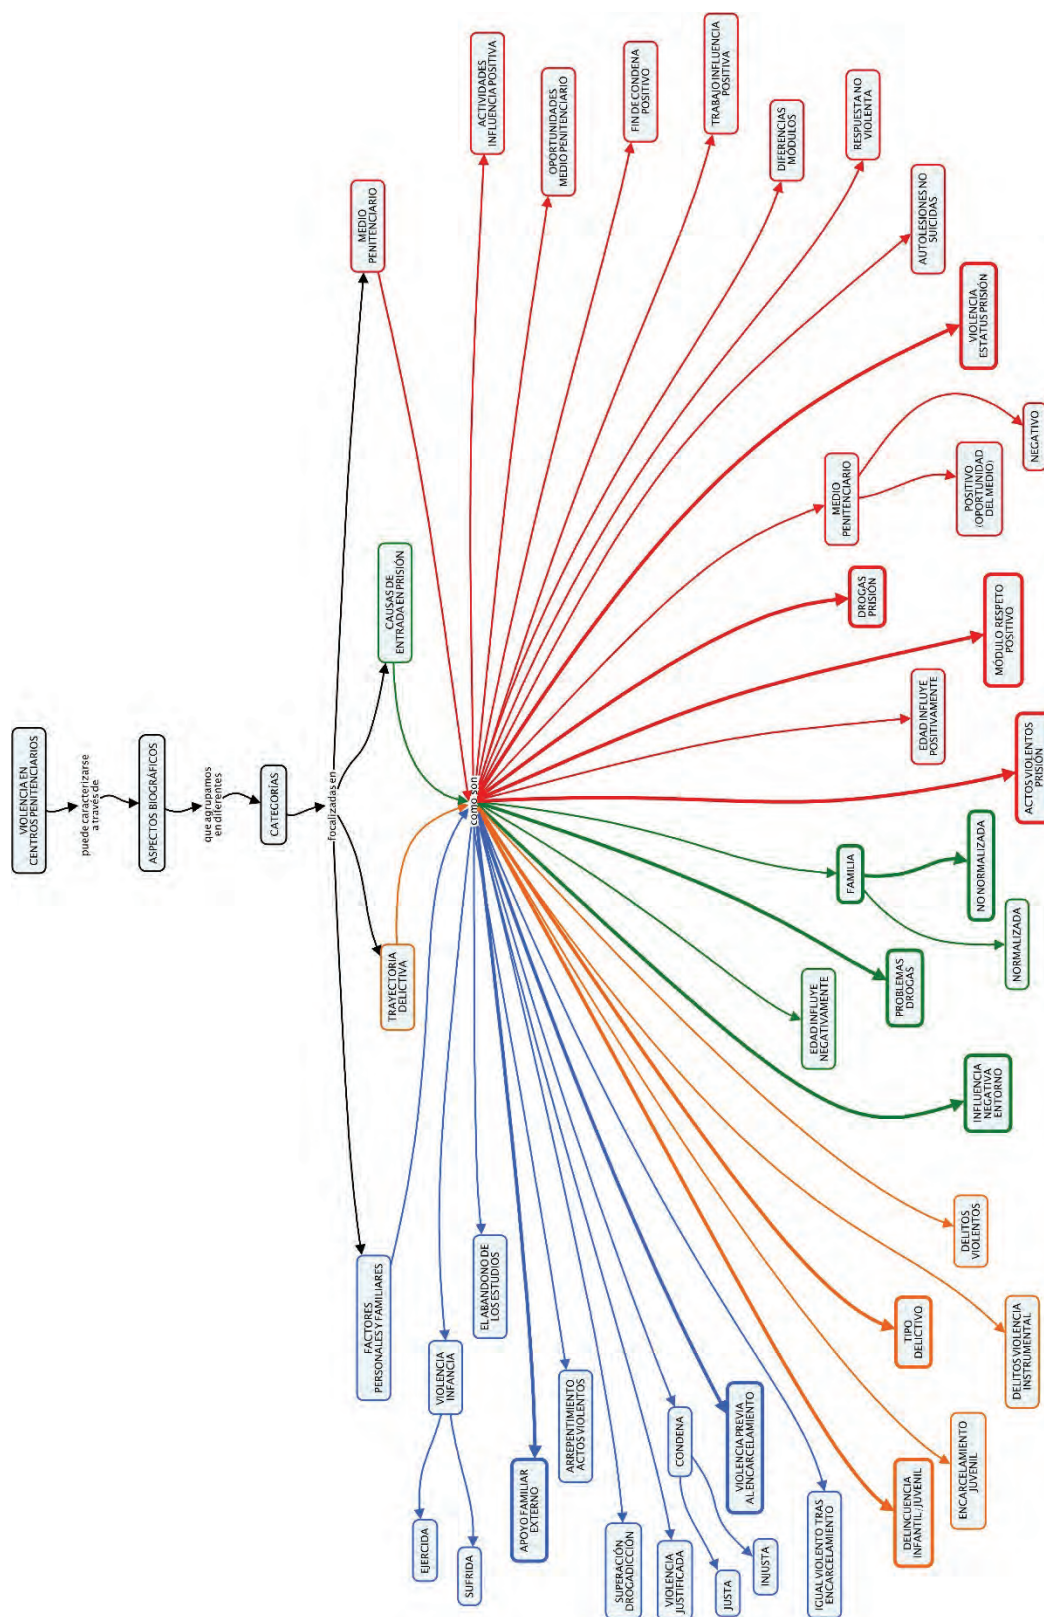 VIOLENCIA EN
CENTROS PENITENCIARIOS
puede caracterizarse
a través de
ASPECTOS BIOGRÁFICOS
que agrupamos
en diferentes
CATEGORÍAS
focalizadas en
FACTORES
PERSONALES Y FAMILIARES
TRAYECTORIA
DELICTIVA
CAUSAS DE
ENTRADA EN PRISIÓN
MEDIO
PENITENCIARIO
como son
VIOLENCIA
INFANCIA
EJERCIDA
SUFRIDA
EL ABANDONO DE
LOS ESTUDIOS
APOYO FAMILIAR
EXTERNO
ARREPENTIMIENTO
ACTOS VIOLENTOS
SUPERACIÓN
DROGADICCIÓN
VIOLENCIA
JUSTIFICADA
CONDENA
JUSTA
INJUSTA
VIOLENCIA PREVIA
AL ENCARCELAMIENTO
IGUAL VIOLENTO TRAS
ENCARCELAMIENTO
DELINCUENCIA
INFANTIL / JUVENIL
ENCARCELAMIENTO
JUVENIL
TIPO
DELICTIVO
DELITOS VIOLENCIA
INSTRUMENTAL
DELITOS
VIOLENTOS
INFLUENCIA
NEGATIVA
ENTORNO
EDAD INFLUYE
NEGATIVAMENTE
PROBLEMAS
DROGAS
FAMILIA
NORMALIZADA
NO NORMALIZADA
ACTOS VIOLENTOS
PRISIÓN
EDAD INFLUYE
POSITIVAMENTE
MÓDULO RESPETO
POSITIVO
DROGAS
PRISIÓN
MEDIO
PENITENCIARIO
POSITIVO
(OPORTUNIDAD
DEL MEDIO)
NEGATIVO
VIOLENCIA
ESTATUS PRISIÓN
AUTOLESIONES NO
SUICIDAS
RESPUESTA NO
VIOLENTA
DIFERENCIAS
MÓDULOS
TRABAJO INFLUENCIA
POSITIVA
FIN DE CONDENA
POSITIVO
OPORTUNIDADES
MEDIO PENITENCIARIO
ACTIVIDADES
INFLUENCIA POSITIVA